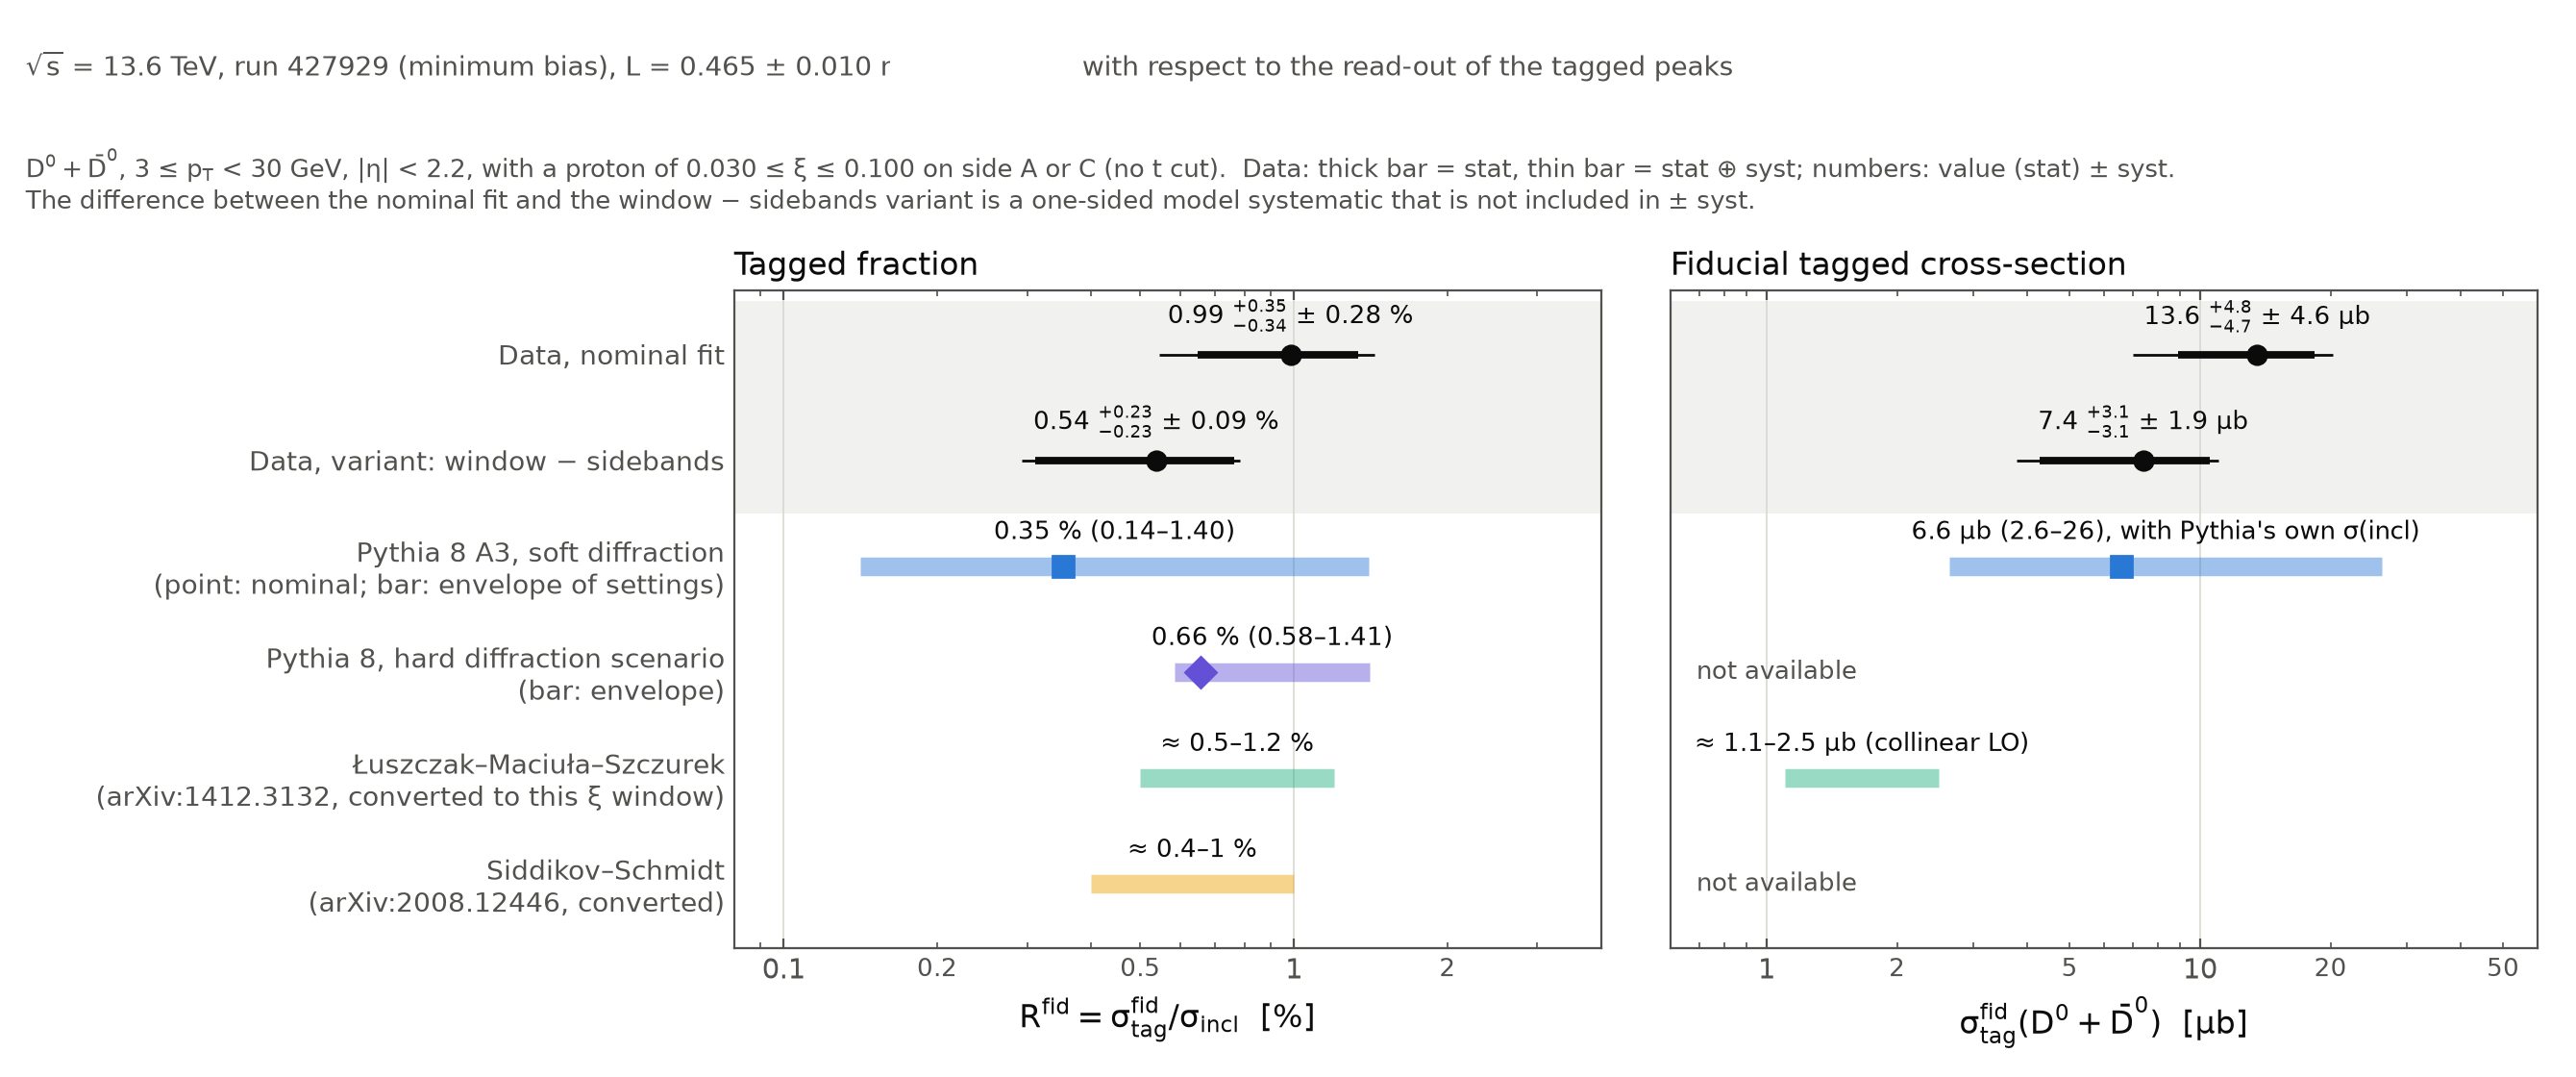 √s = 13.6 TeV, run 427929 (minimum bias), L = 0.465 ± 0.010 r with respect to the read-out of the tagged peaks
D⁰ + D̄⁰, 3 ≤ p_T < 30 GeV, |η| < 2.2, with a proton of 0.030 ≤ ξ ≤ 0.100 on side A or C (no t cut). Data: thick bar = stat, thin bar = stat ⊕ syst; numbers: value (stat) ± syst.
The difference between the nominal fit and the window − sidebands variant is a one-sided model systematic that is not included in ± syst.
Tagged fraction
Data, nominal fit
0.99 +0.35 −0.34 ± 0.28 %
Data, variant: window − sidebands
0.54 +0.23 −0.23 ± 0.09 %
Pythia 8 A3, soft diffraction
(point: nominal; bar: envelope of settings)
0.35 % (0.14–1.40)
Pythia 8, hard diffraction scenario
(bar: envelope)
0.66 % (0.58–1.41)
Łuszczak–Maciuła–Szczurek
(arXiv:1412.3132, converted to this ξ window)
≈ 0.5–1.2 %
Siddikov–Schmidt
(arXiv:2008.12446, converted)
≈ 0.4–1 %
0.1 0.2 0.5 1 2
R^fid = σ^fid_tag/σ_incl [%]
Fiducial tagged cross-section
13.6 +4.8 −4.7 ± 4.6 µb
7.4 +3.1 −3.1 ± 1.9 µb
6.6 µb (2.6–26), with Pythia's own σ(incl)
not available
≈ 1.1–2.5 µb (collinear LO)
not available
1 2 5 10 20 50
σ^fid_tag(D⁰ + D̄⁰) [µb]